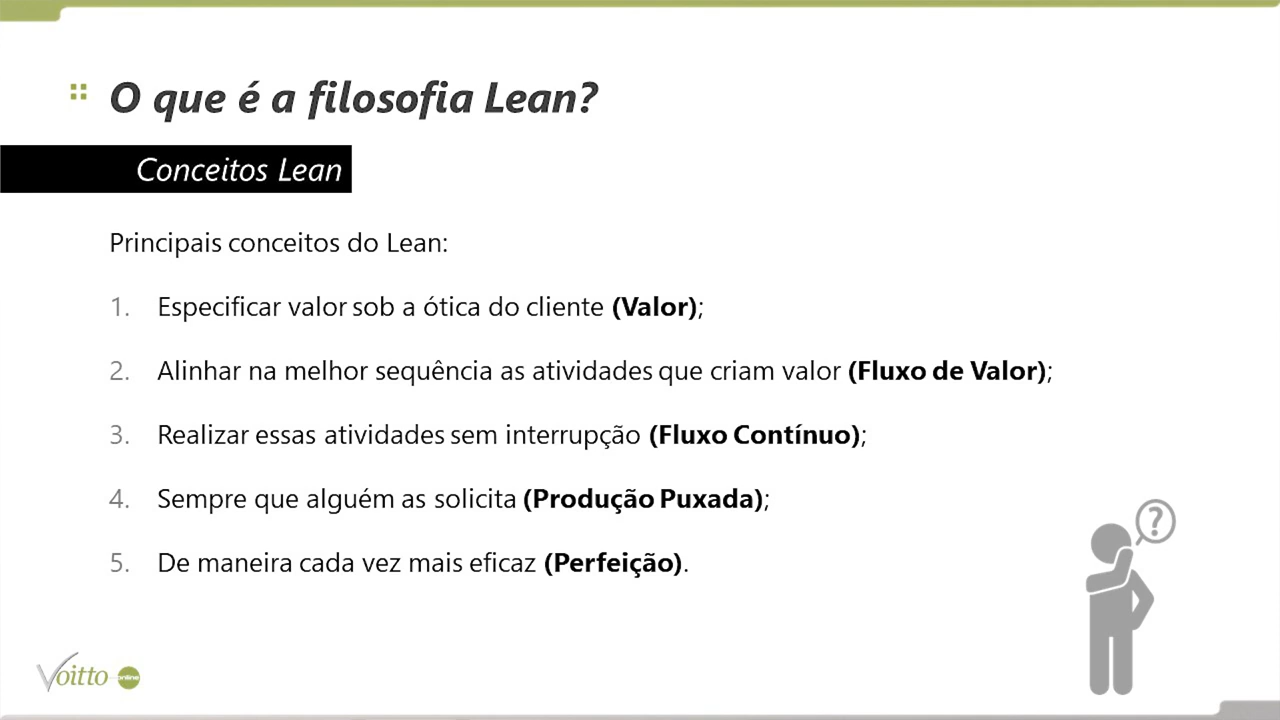 O que é a filosofia Lean?
Conceitos Lean
Principais conceitos do Lean:
1. Especificar valor sob a ótica do cliente (Valor);
2. Alinhar na melhor sequência as atividades que criam valor (Fluxo de Valor);
3. Realizar essas atividades sem interrupção (Fluxo Contínuo);
4. Sempre que alguém as solicita (Produção Puxada);
5. De maneira cada vez mais eficaz (Perfeição).
?
Voitto online